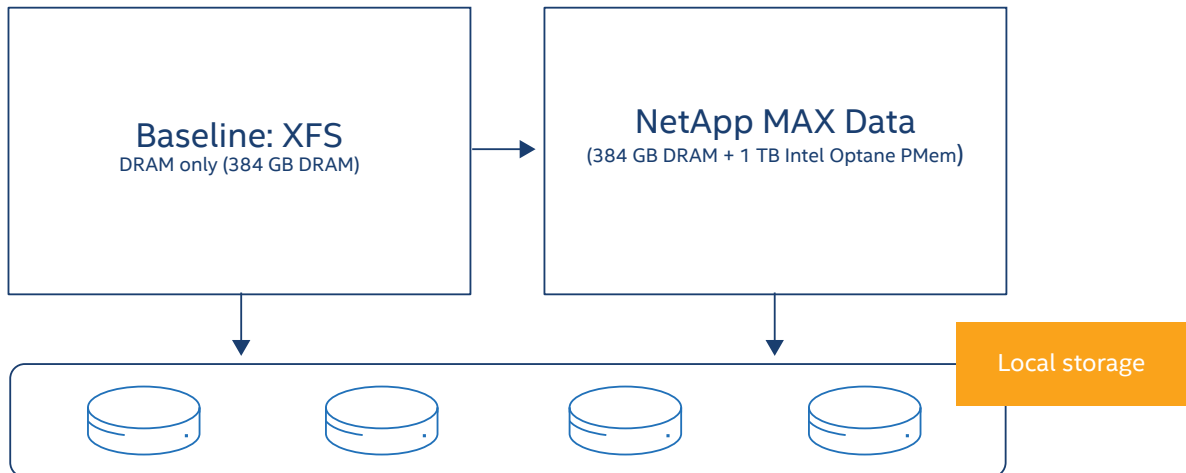 Baseline: XFS
DRAM only (384 GB DRAM)
NetApp MAX Data
(384 GB DRAM + 1 TB Intel Optane PMem)
Local storage